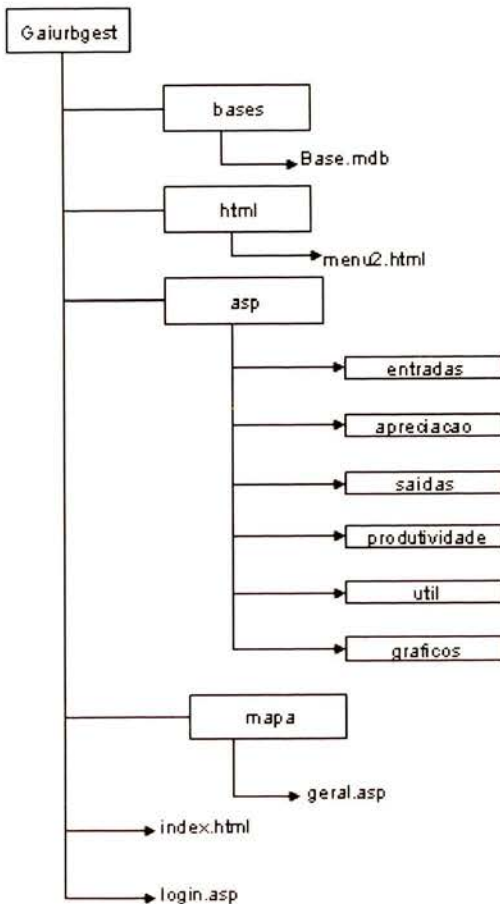 Gaiurbgest
bases
Base.mdb
html
menu2.html
asp
entradas
apreciacao
saidas
produtividade
util
graficos
mapa
geral.asp
index.html
login.asp